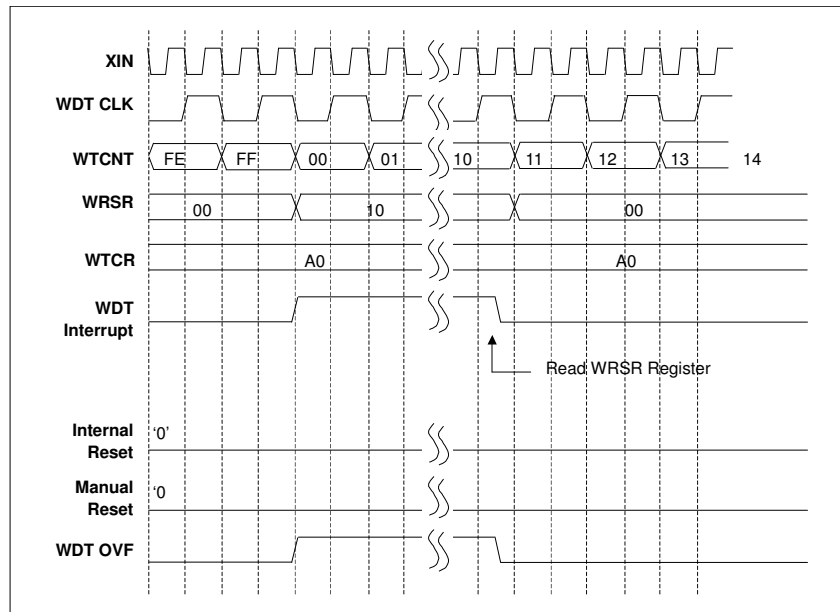 XIN
WDT CLK
WTCNT FE FF 00 01 10 11 12 13 14
WRSR 00 10 00
WTCR A0 A0
WDT
Interrupt
Read WRSR Register
Internal
Reset
'0'
Manual
Reset
'0
WDT OVF